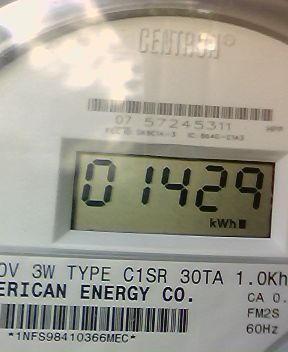 CENTRON®
07 57245311
HPP
01429
kWh
0V 3W TYPE C1SR 30TA 1.0Kh
ERICAN ENERGY CO.
CA 0.
FM2S
60Hz
*1NFS98410366MEC*